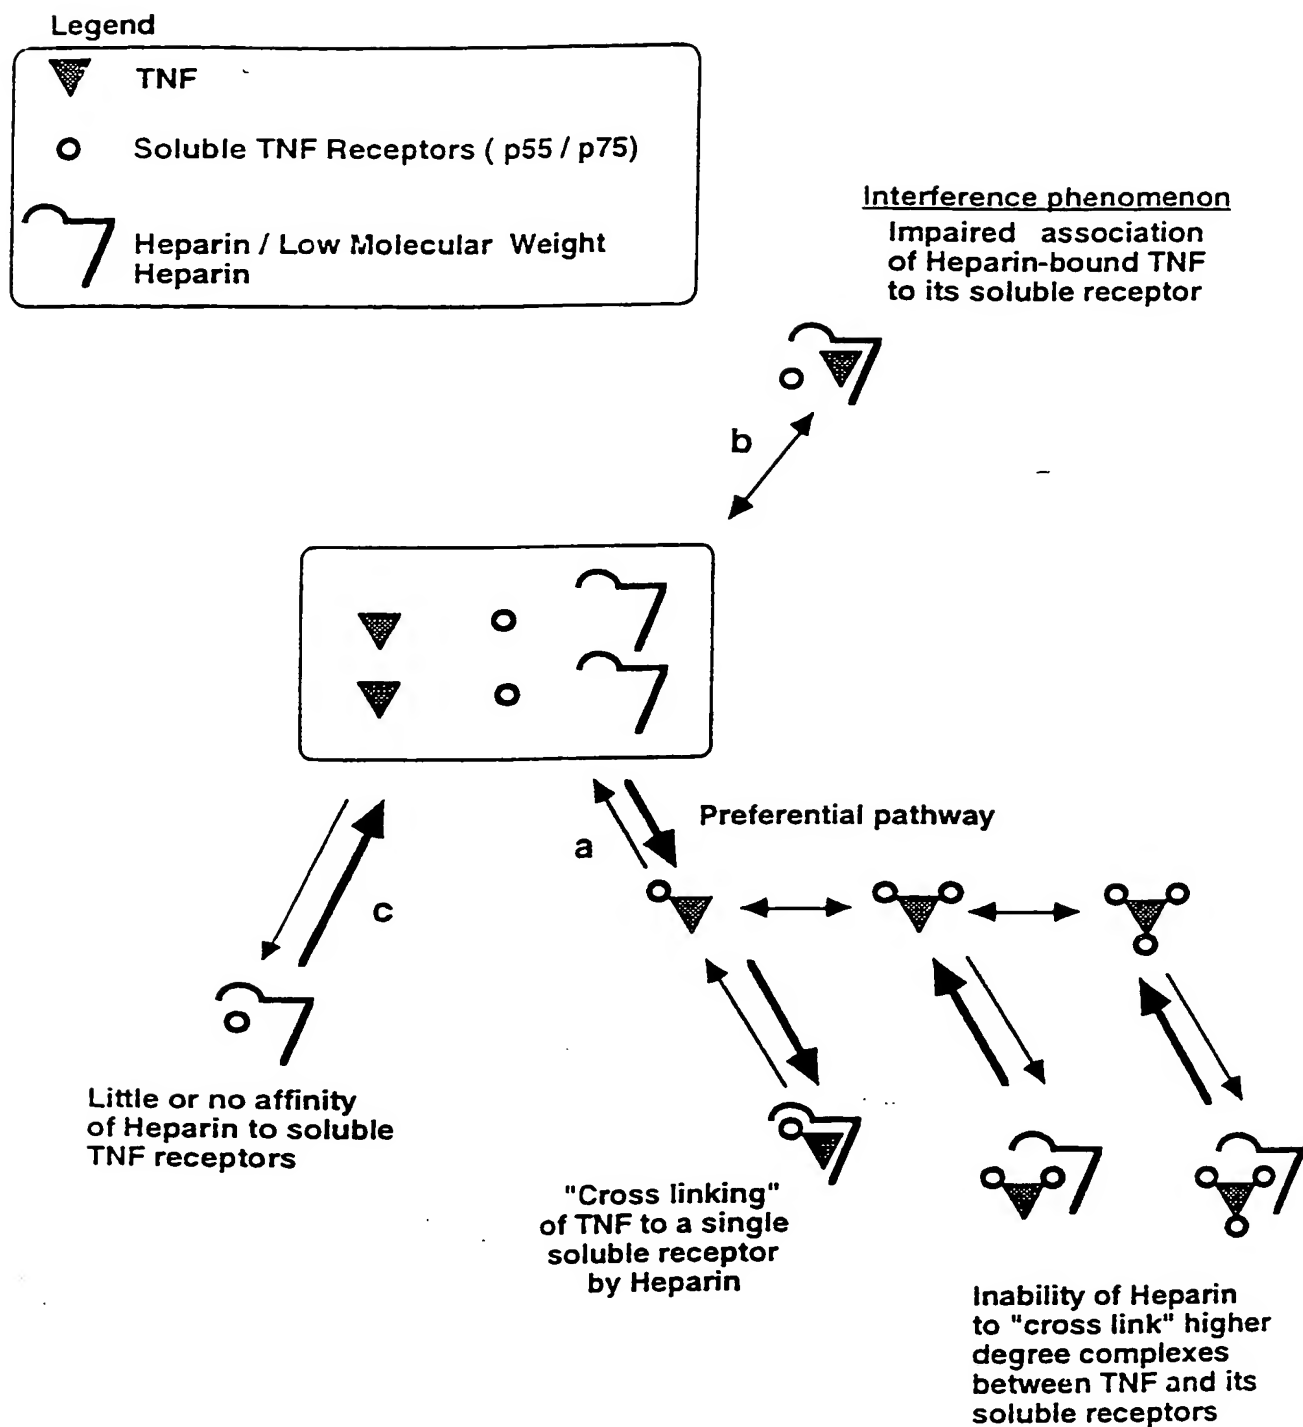 Legend
TNF
Soluble TNF Receptors ( p55 / p75)
Heparin / Low Molecular Weight
Heparin
Interference phenomenon
Impaired association
of Heparin-bound TNF
to its soluble receptor
b
Preferential pathway
a
c
Little or no affinity
of Heparin to soluble
TNF receptors
"Cross linking"
of TNF to a single
soluble receptor
by Heparin
Inability of Heparin
to "cross link" higher
degree complexes
between TNF and its
soluble receptors